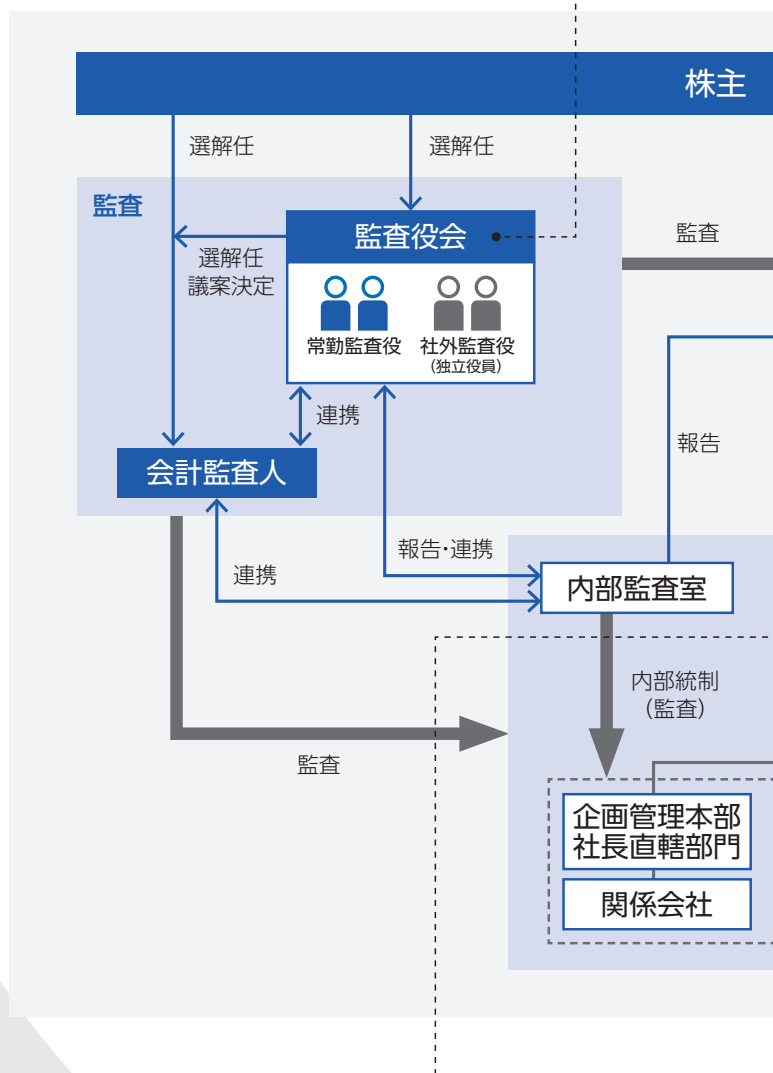 株主
選解任
選解任
監査
監査役会
監査
選解任
議案決定
常勤監査役
社外監査役
(独立役員)
連携
報告
会計監査人
報告・連携
連携
内部監査室
内部統制
（監査）
監査
企画管理本部
社長直轄部門
関係会社